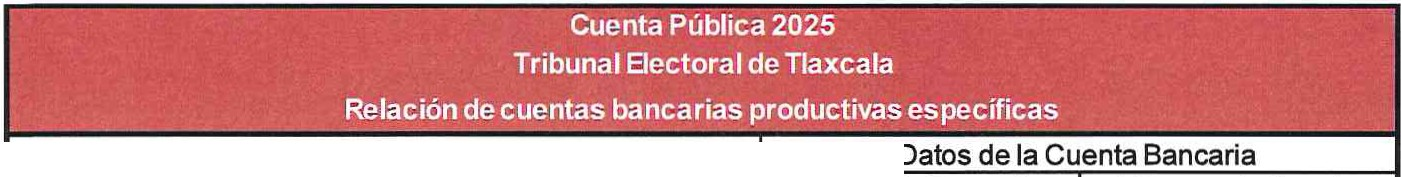 Cuenta Pública 2025
Tribunal Electoral de Tlaxcala
Relación de cuentas bancarias productivas específicas
Datos de la Cuenta Bancaria